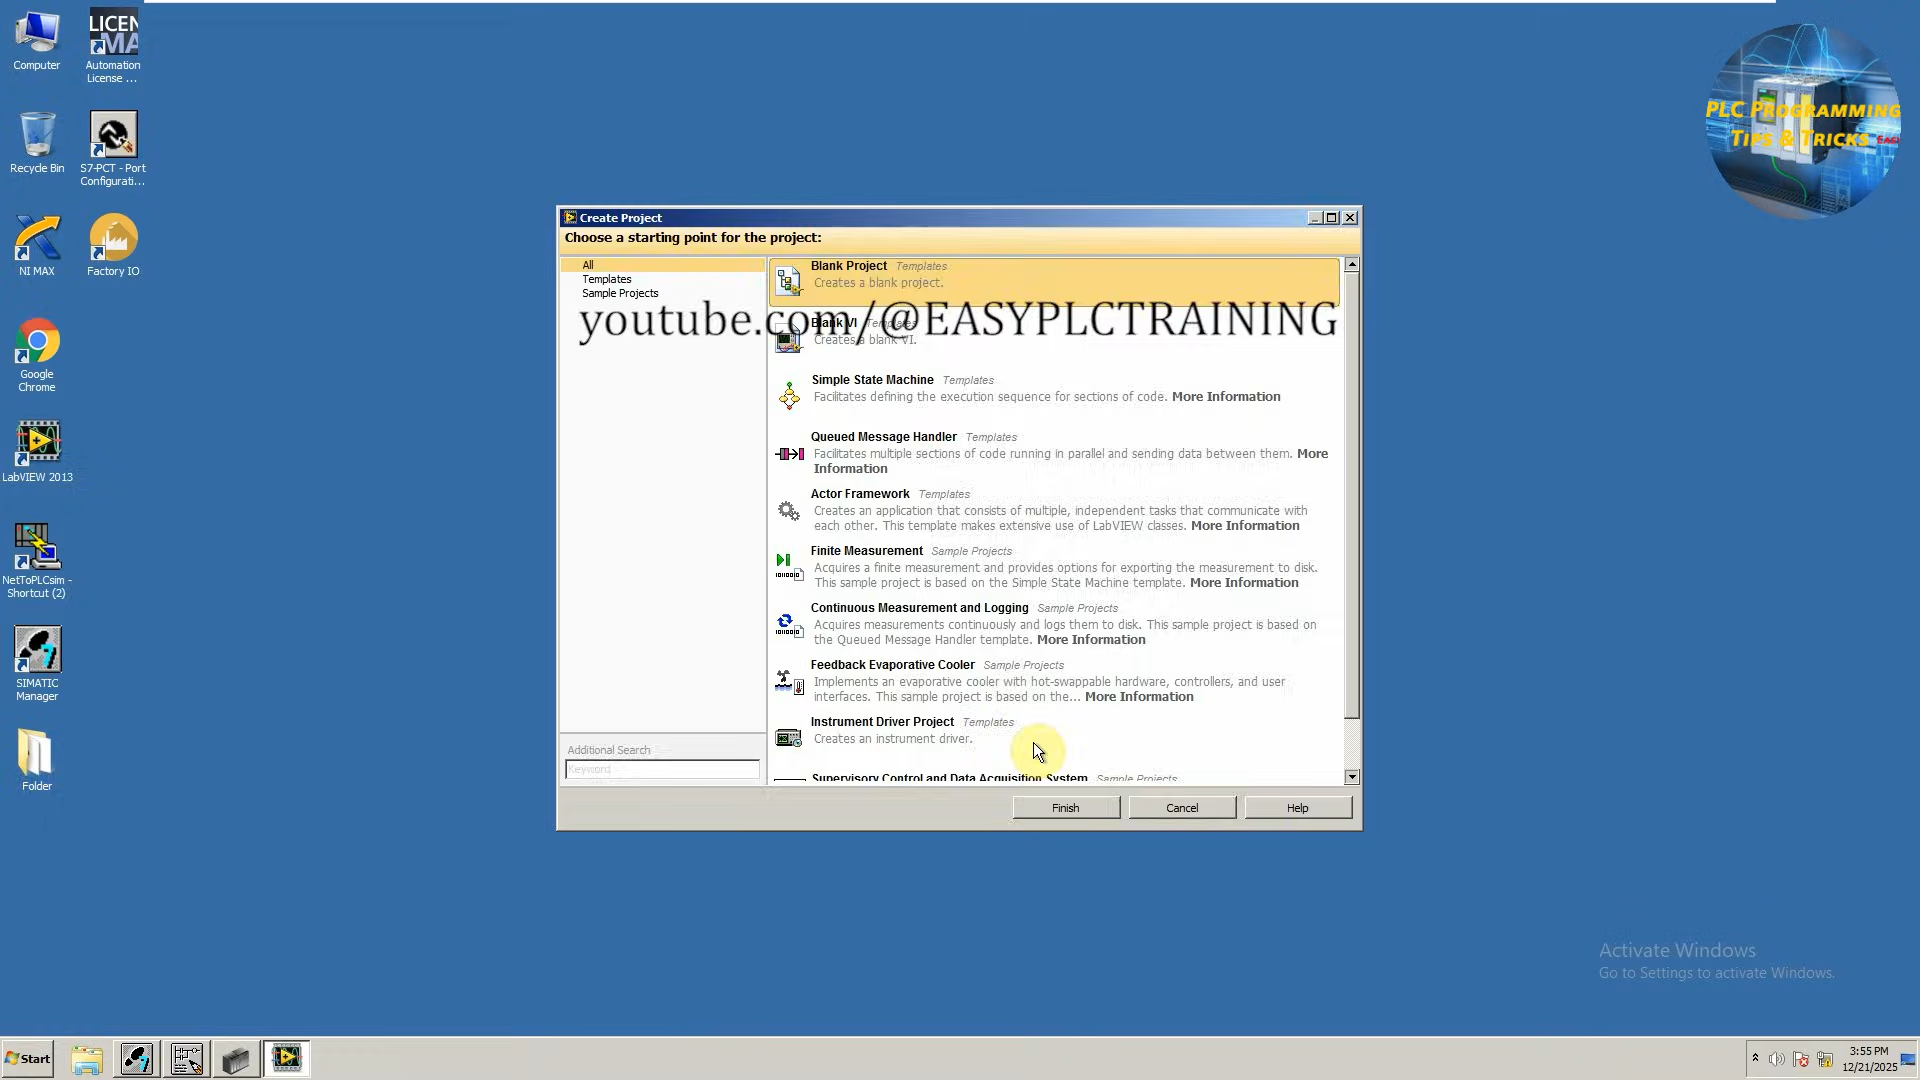 Computer
LICEN
MA
Automation
License ...
Recycle Bin
S7-PCT - Port
Configurati...
NI MAX
Factory IO
Google
Chrome
LabVIEW 2013
NetToPLCsim -
Shortcut (2)
SIMATIC
Manager
Folder
PLC Programming
Tips & Tricks Easy
Create Project
Choose a starting point for the project:
All
Templates
Sample Projects
Additional Search
Keyword
Blank Project Templates
Creates a blank project.
youtube.com/@EASYPLCTRAINING
Blank VI Templates
Creates a blank VI.
Simple State Machine Templates
Facilitates defining the execution sequence for sections of code. More Information
Queued Message Handler Templates
Facilitates multiple sections of code running in parallel and sending data between them. More
Information
Actor Framework Templates
Creates an application that consists of multiple, independent tasks that communicate with
each other. This template makes extensive use of LabVIEW classes. More Information
Finite Measurement Sample Projects
Acquires a finite measurement and provides options for exporting the measurement to disk.
This sample project is based on the Simple State Machine template. More Information
Continuous Measurement and Logging Sample Projects
Acquires measurements continuously and logs them to disk. This sample project is based on
the Queued Message Handler template. More Information
Feedback Evaporative Cooler Sample Projects
Implements an evaporative cooler with hot-swappable hardware, controllers, and user
interfaces. This sample project is based on the... More Information
Instrument Driver Project Templates
Creates an instrument driver.
Supervisory Control and Data Acquisition System Sample Projects
Finish
Cancel
Help
Activate Windows
Go to Settings to activate Windows.
Start
3:55 PM
12/21/2025